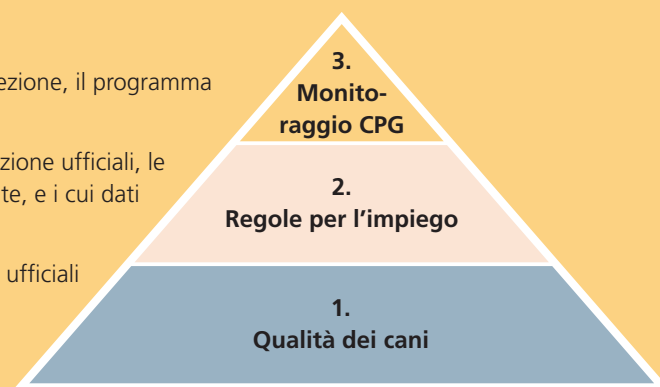 ezione, il programma
zione ufficiali, le
te, e i cui dati
ufficiali
3.
Monito-
raggio CPG
2.
Regole per l'impiego
1.
Qualità dei cani